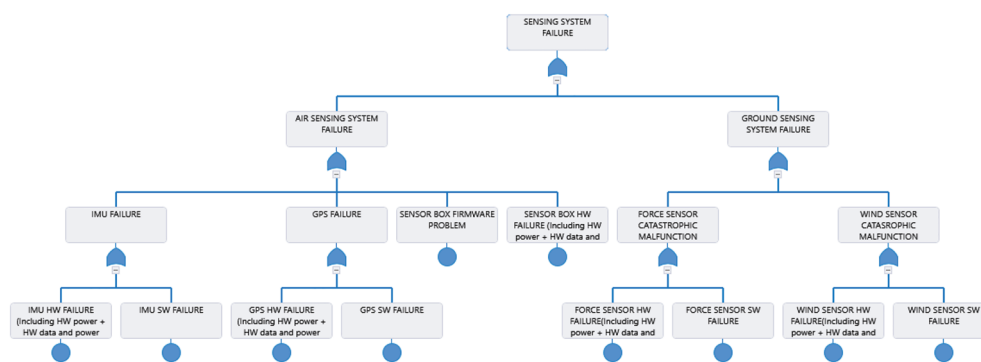 SENSING SYSTEM
FAILURE
AIR SENSING SYSTEM
FAILURE
GROUND SENSING
SYSTEM FAILURE
IMU FAILURE
GPS FAILURE
SENSOR BOX FIRMWARE
PROBLEM
SENSOR BOX HW
FAILURE (Including HW
power + HW data and
FORCE SENSOR
CATASTROPHIC
MALFUNCTION
WIND SENSOR
CATASROPHIC
MALFUNCTION
IMU HW FAILURE
(Including HW power +
HW data and power
IMU SW FAILURE
GPS HW FAILURE
(Including HW power +
HW data and power
GPS SW FAILURE
FORCE SENSOR HW
FAILURE(Including HW
power + HW data and
FORCE SENSOR SW
FAILURE
WIND SENSOR HW
FAILURE(Including HW
power + HW data and
WIND SENSOR SW
FAILURE